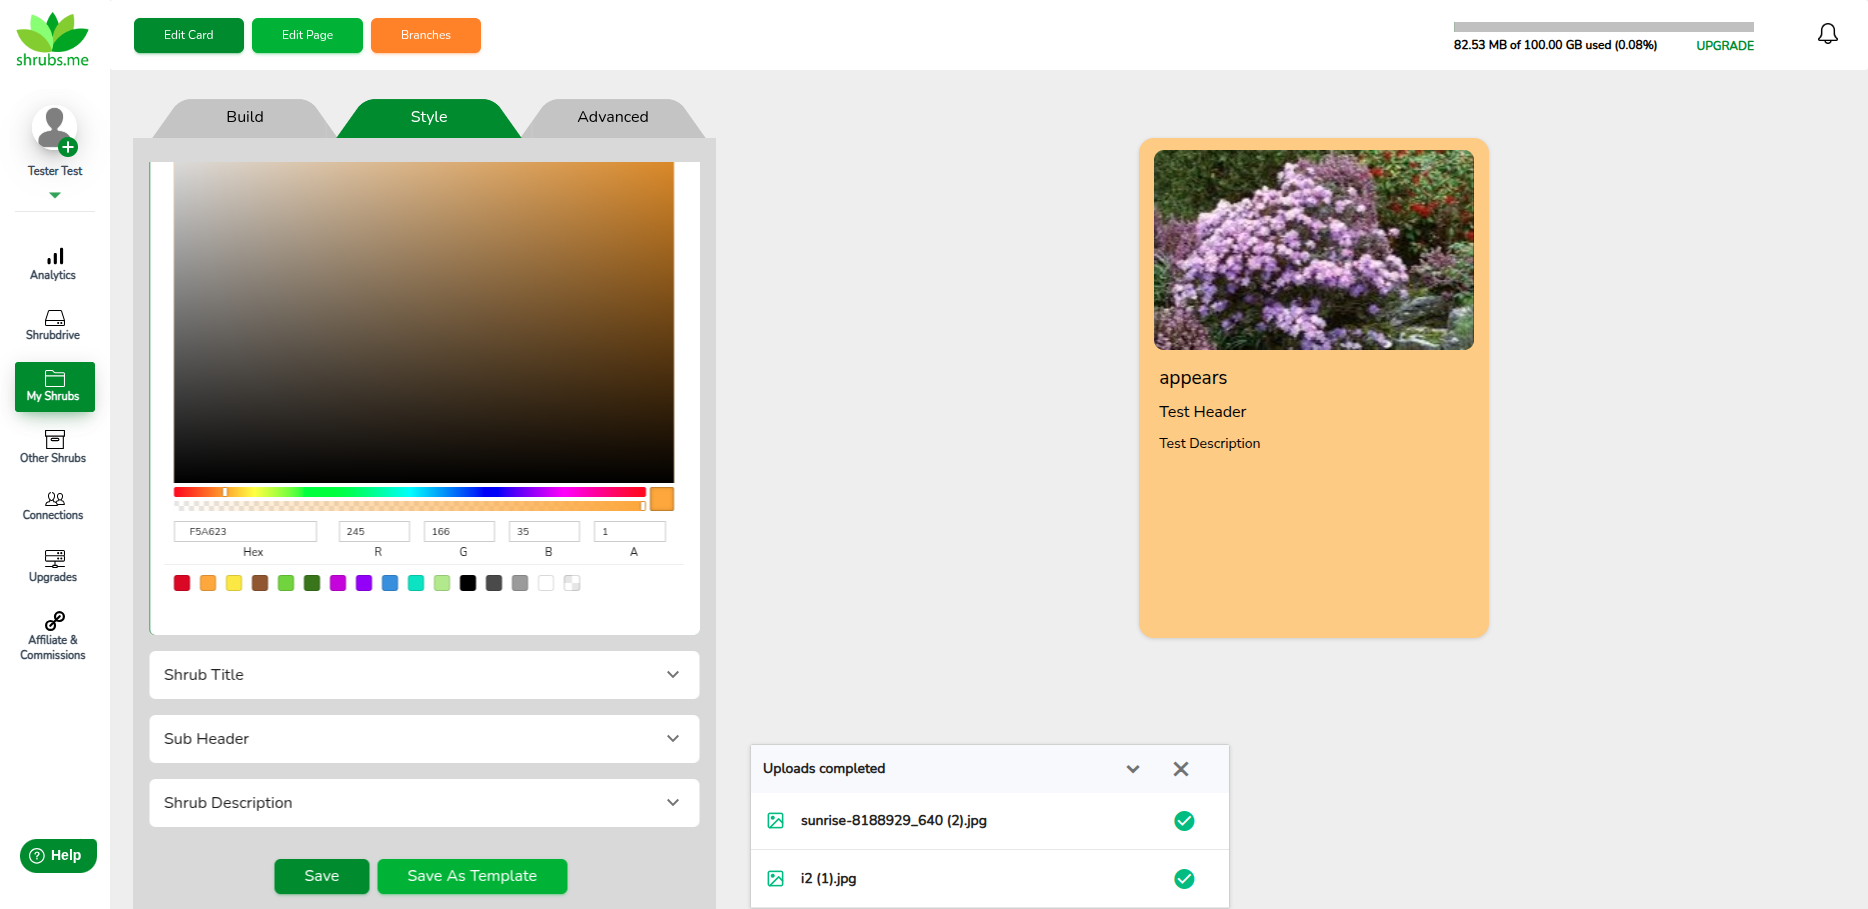 shrubs.me
Edit Card
Edit Page
Branches
82.53 MB of 100.00 GB used (0.08%)
UPGRADE
Tester Test
Analytics
Shrubdrive
My Shrubs
Other Shrubs
Connections
Upgrades
Affiliate &
Commissions
Help
Build
Style
Advanced
F5A623
245
166
35
1
Hex
R
G
B
A
Shrub Title
Sub Header
Shrub Description
Save
Save As Template
appears
Test Header
Test Description
Uploads completed
sunrise-8188929_640 (2).jpg
i2 (1).jpg